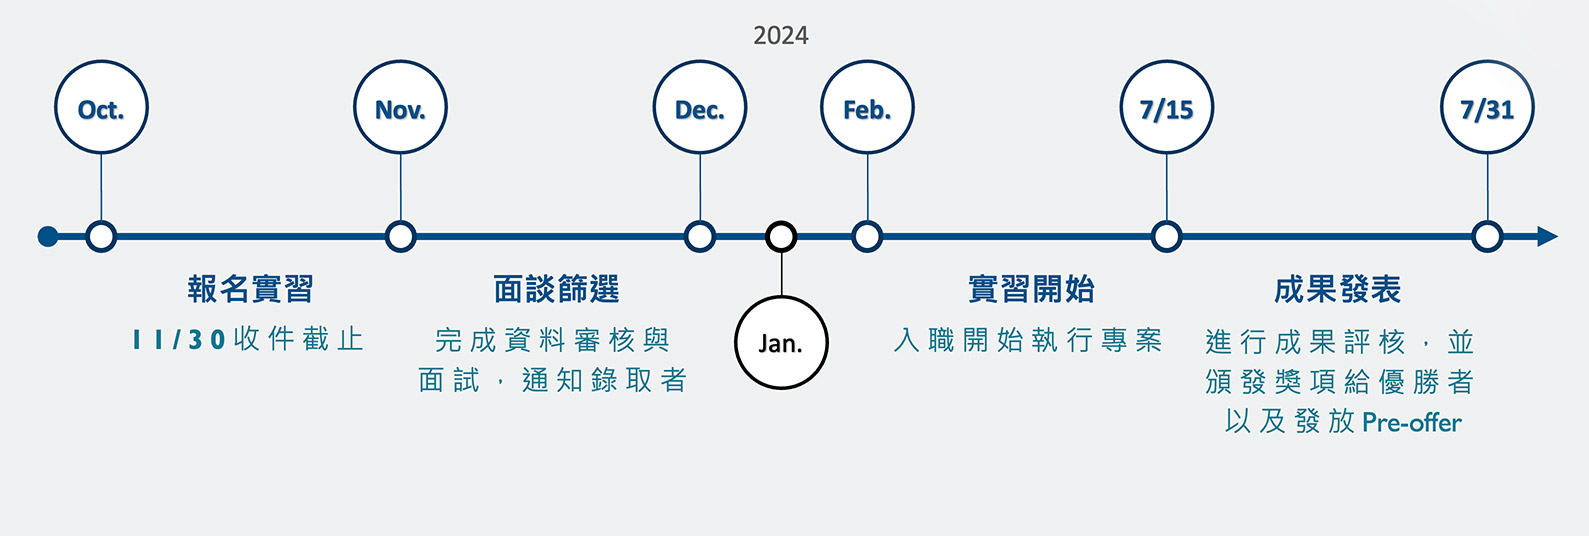 2024
Oct.
Nov.
Dec.
Feb.
7/15
7/31
報名實習
11/30收件截止
面談篩選
完成資料審核與
面試，通知錄取者
Jan.
實習開始
入職開始執行專案
成果發表
進行成果評核，並
頒發獎項給優勝者
以及發放 Pre-offer